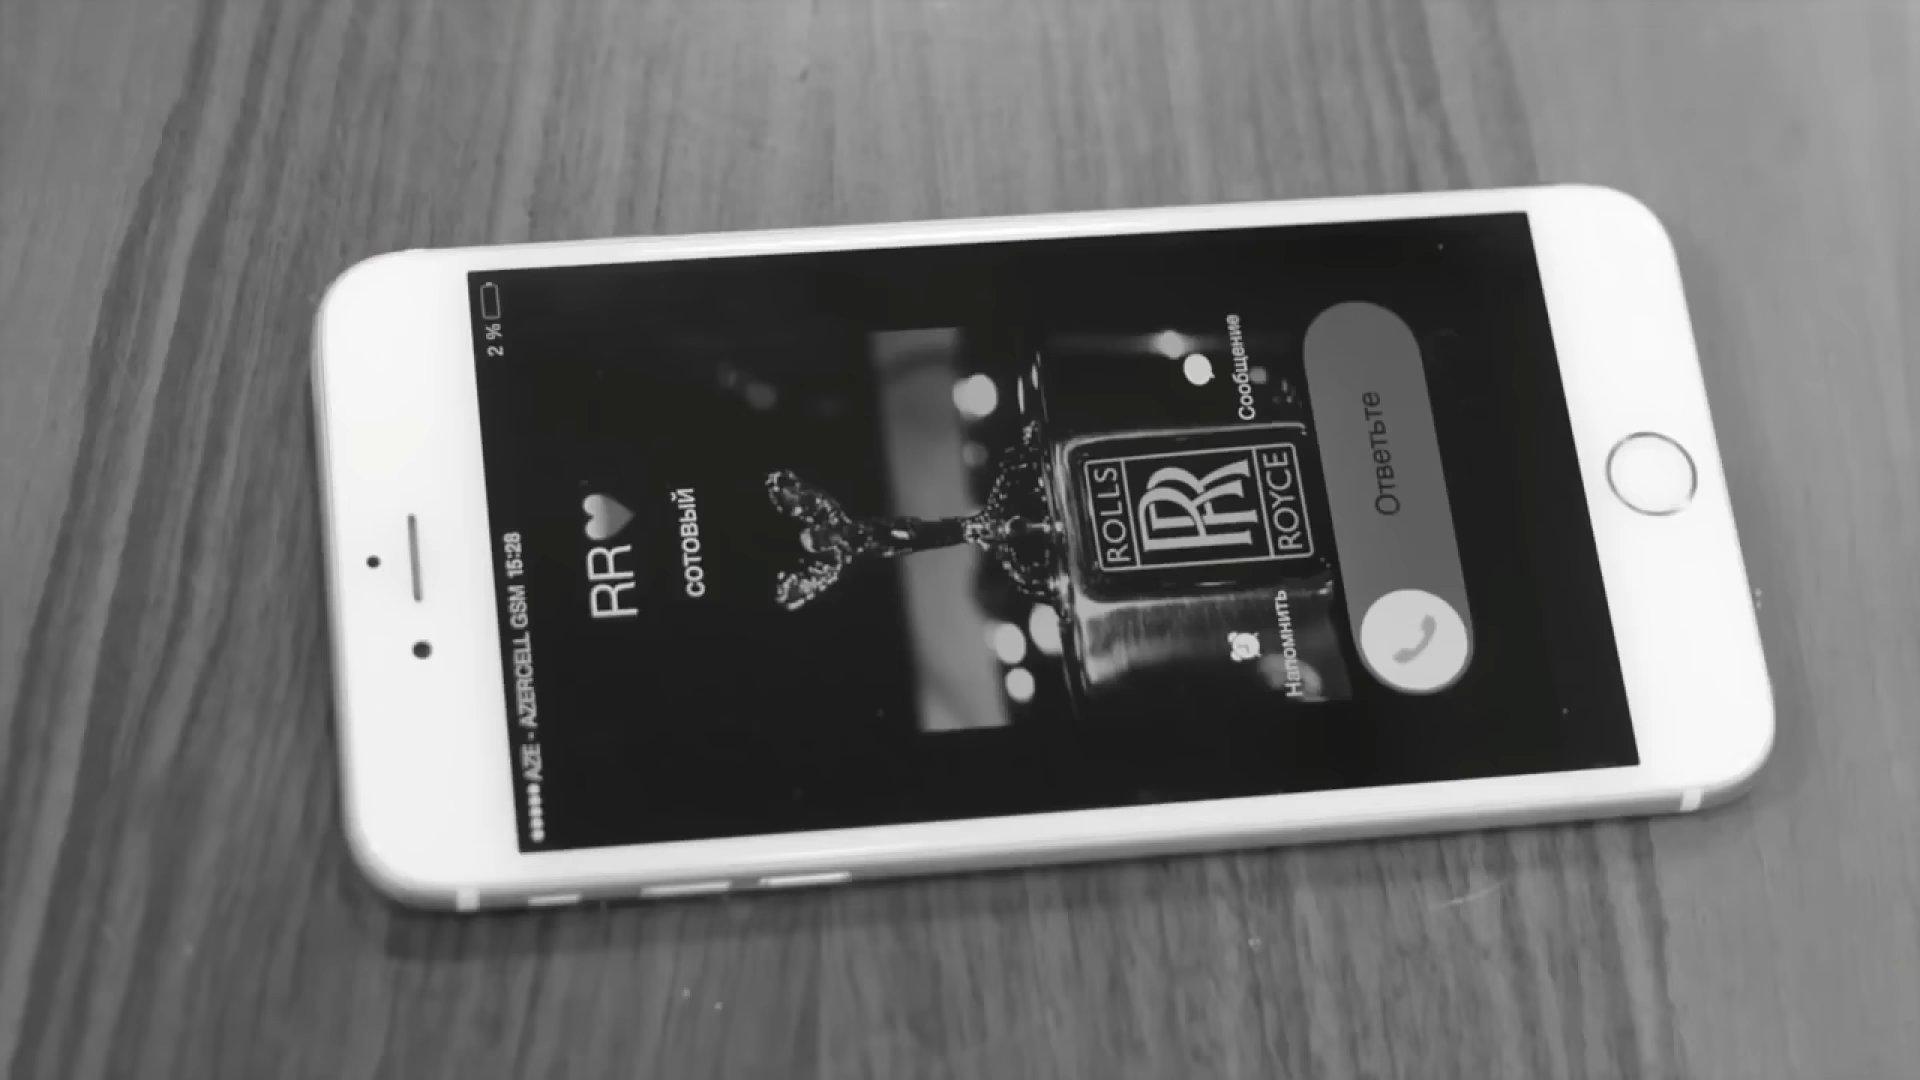 AZE - AZERCELL GSM 15:28
2 %
RR♥
сотовый
ROLLS
RR
ROYCE
Напомнить
Сообщение
Ответьте